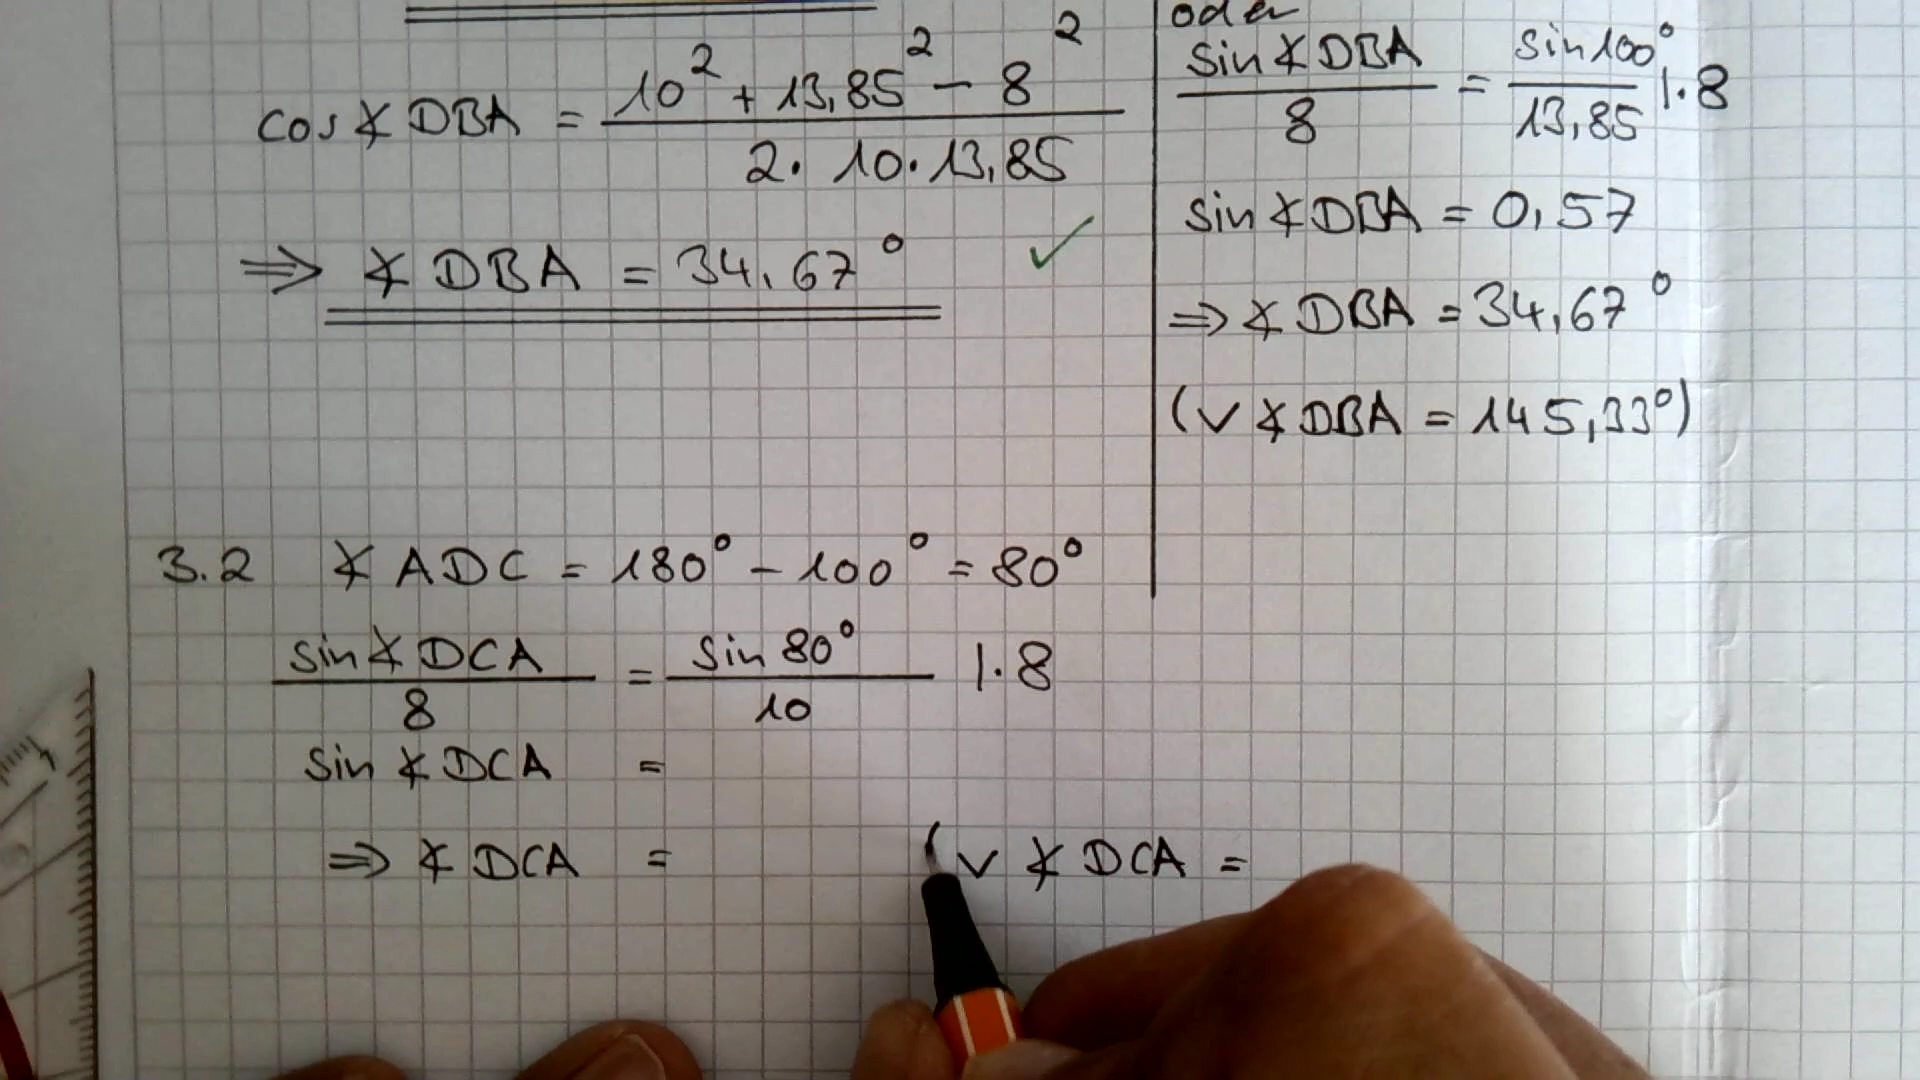 cos ∡ DBA = (10² + 13,85² - 8²) / (2 · 10 · 13,85)
⇒ ∡ DBA = 34,67° ✓
oder
sin ∡ DBA / 8 = sin 100° / 13,85 | · 8
sin ∡ DBA = 0,57
⇒ ∡ DBA = 34,67°
(∨ ∡ DBA = 145,33°)
3.2 ∡ ADC = 180° - 100° = 80°
sin ∡ DCA / 8 = sin 80° / 10 | · 8
sin ∡ DCA =
⇒ ∡ DCA = (∨ ∡ DCA =